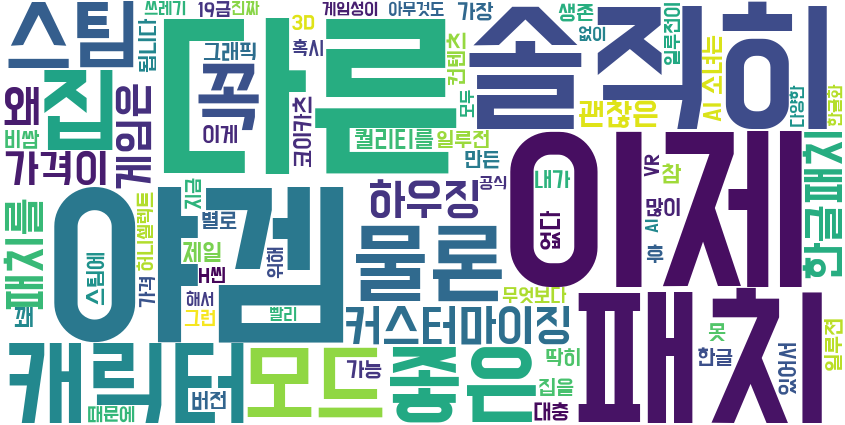 스팀
쓰레기
19금
진짜
게임성이
아무것도
가장
생존
없이
일루전이
다른
솔직히
3D
혹시
그래픽
컨텐츠
됩니다
꼭
집
왜
비쌈
가격이
게임은
이게
코이카츠
모두
퀄리티를
일루전
만든
괜찮은
AI
소녀는
다양한
한글화
야겜
이제
하우징
공식
내가
없다
VR
참
많이
AI
후
한글패치
패치를
지금
별로
허니셀렉트
제일
H씬
위해
물론
스팀에
가격
해서
그런
빨리
무엇보다
넥
커스터마이징
패치
캐릭터
모드
좋은
가능
버전
때문에
딱히
집을
대충
못
한글
있어서
일루전